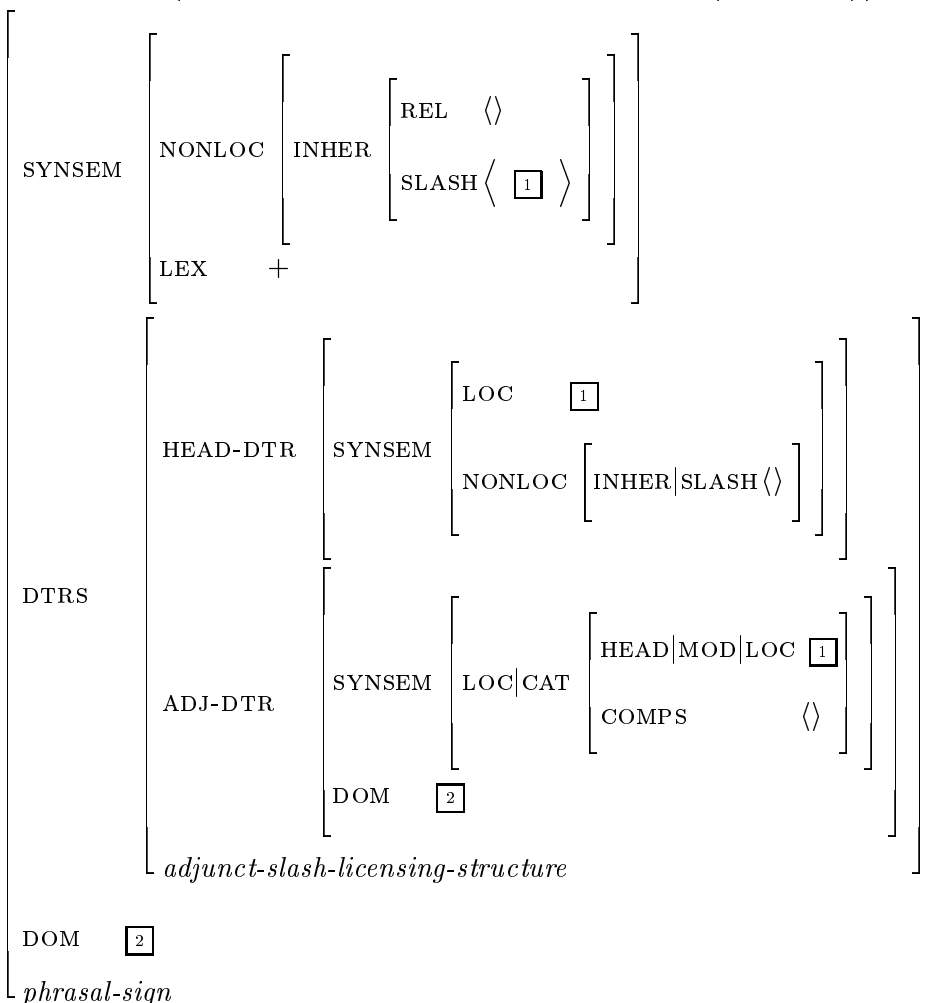 REL ⟨⟩
NONLOC INHER
SYNSEM SLASH ⟨ 1 ⟩
LEX +
LOC 1
HEAD-DTR SYNSEM
NONLOC INHER|SLASH ⟨⟩
DTRS
HEAD|MOD|LOC 1
SYNSEM LOC|CAT
ADJ-DTR COMPS ⟨⟩
DOM 2
adjunct-slash-licensing-structure
DOM 2
phrasal-sign